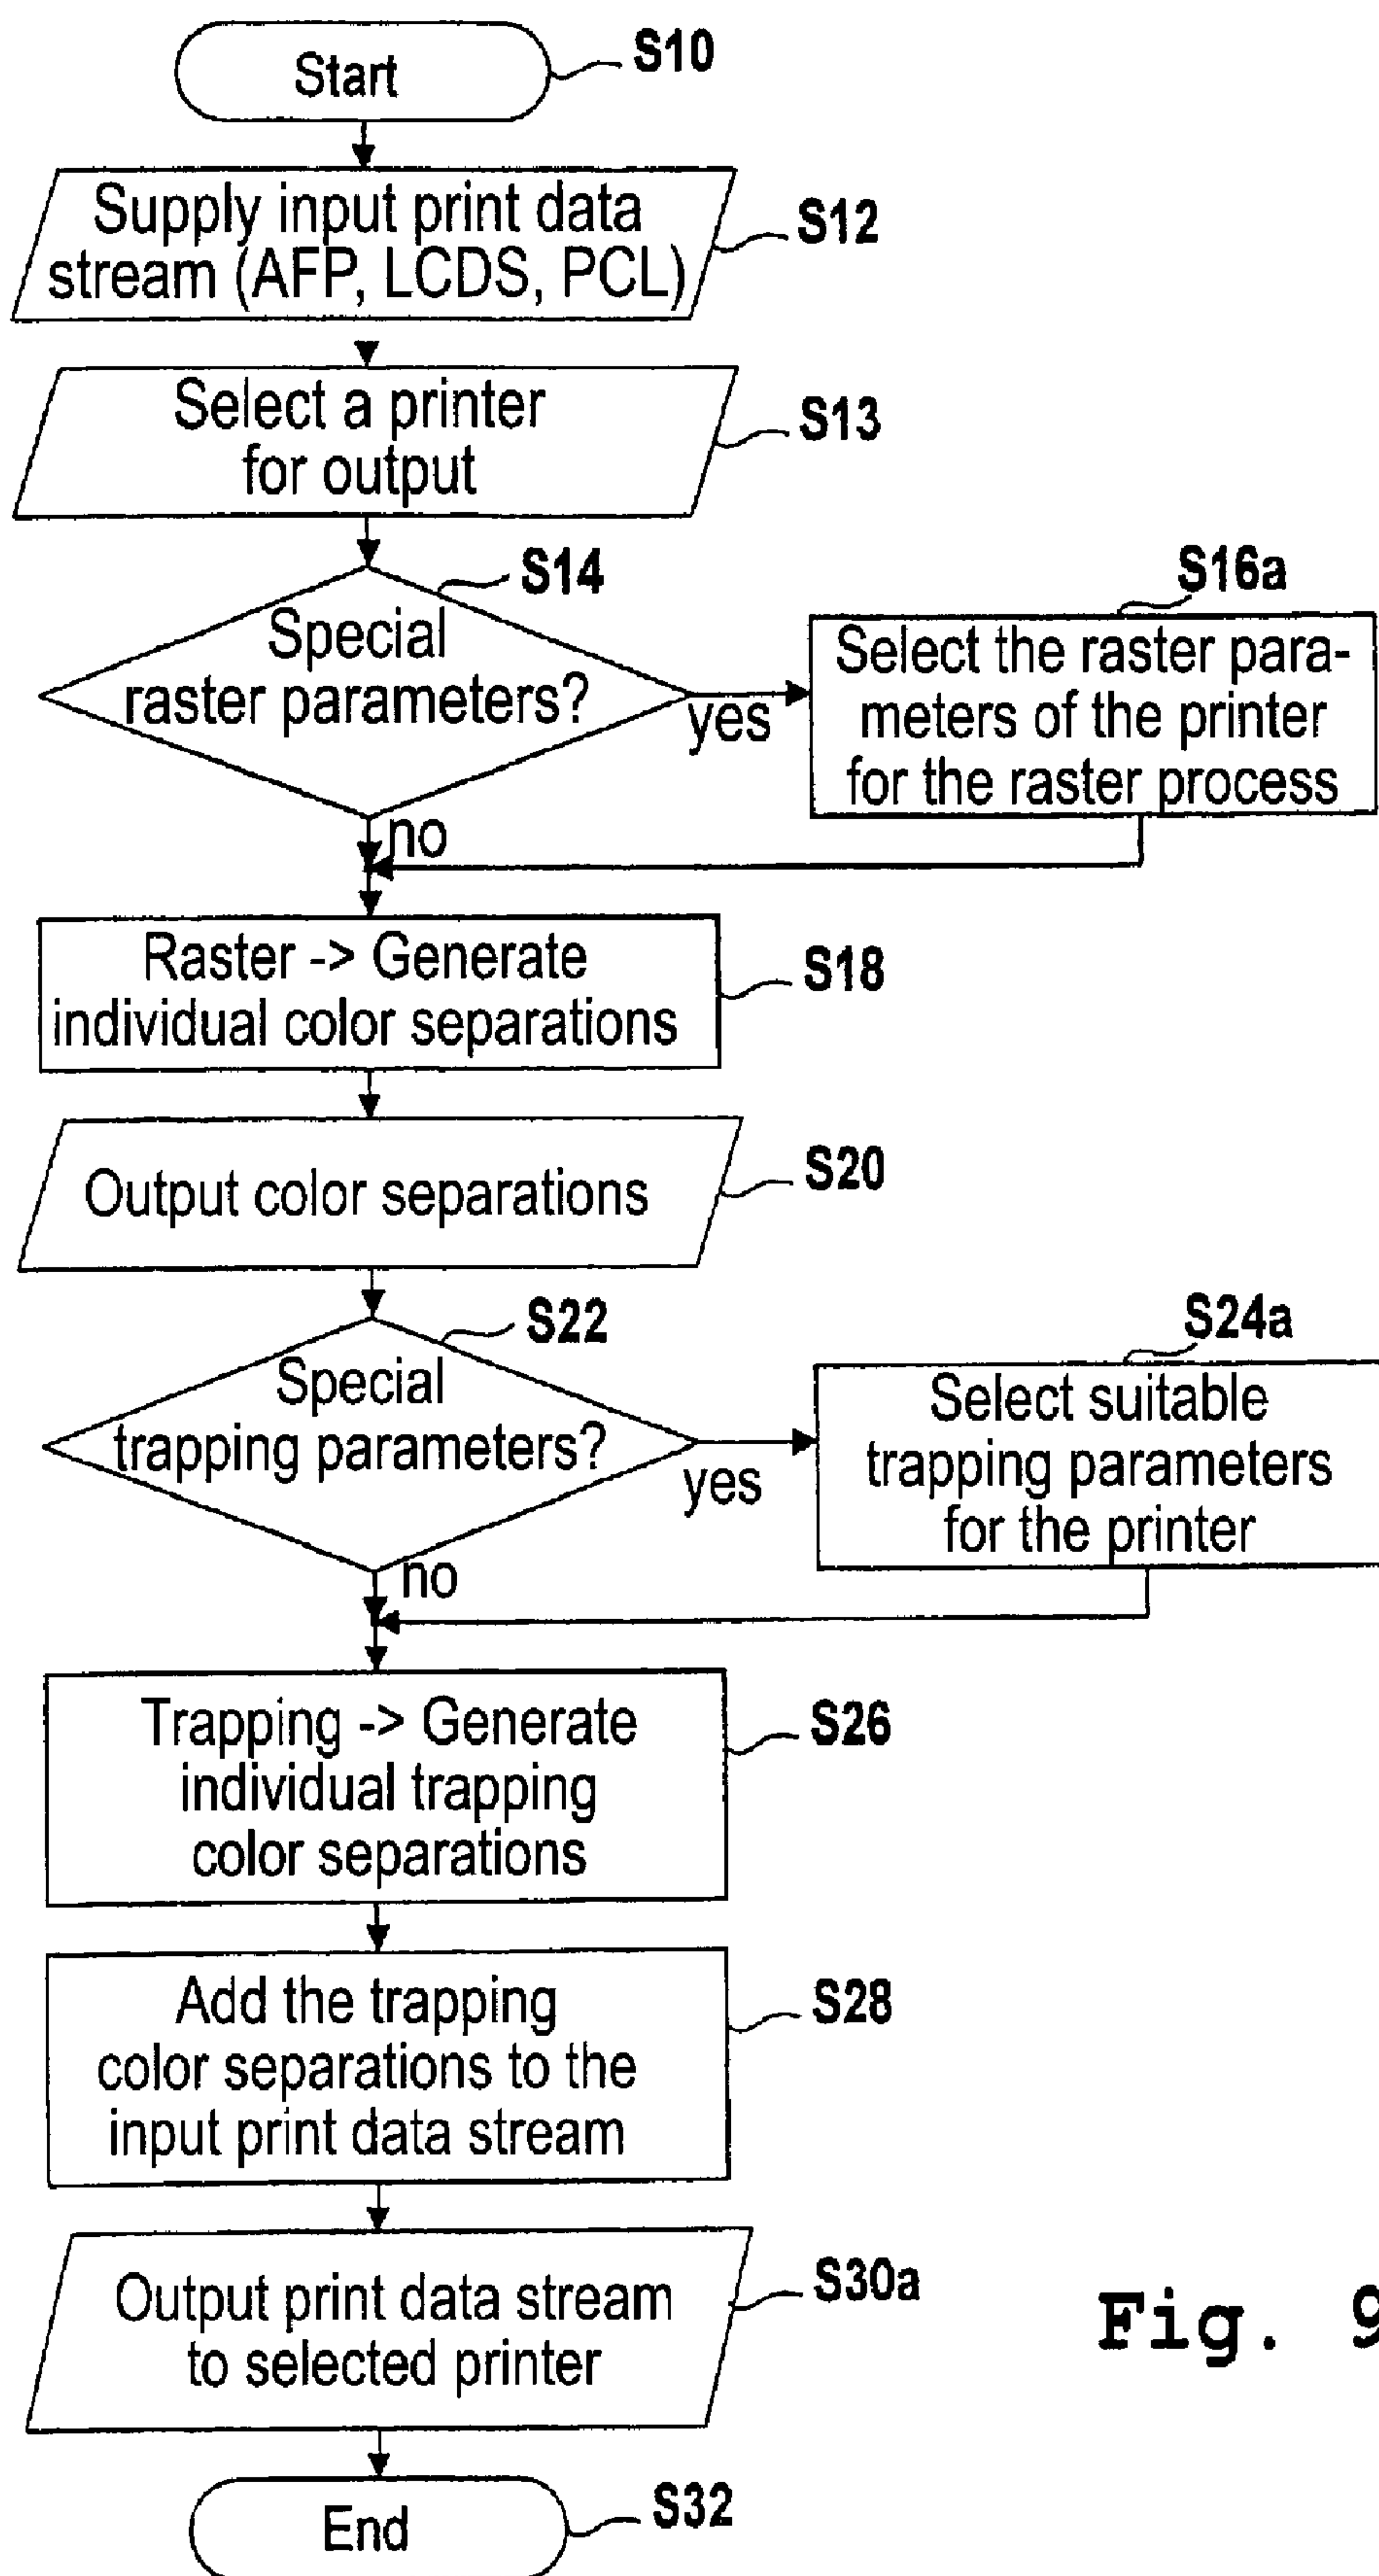 Start
S10
Supply input print data
stream (AFP, LCDS, PCL)
S12
Select a printer
for output
S13
Special
raster parameters?
S14
yes
no
Select the raster para-
meters of the printer
for the raster process
S16a
Raster -> Generate
individual color separations
S18
Output color separations
S20
Special
trapping parameters?
S22
yes
no
Select suitable
trapping parameters
for the printer
S24a
Trapping -> Generate
individual trapping
color separations
S26
Add the trapping
color separations to the
input print data stream
S28
Output print data stream
to selected printer
S30a
Fig. 9
End
S32